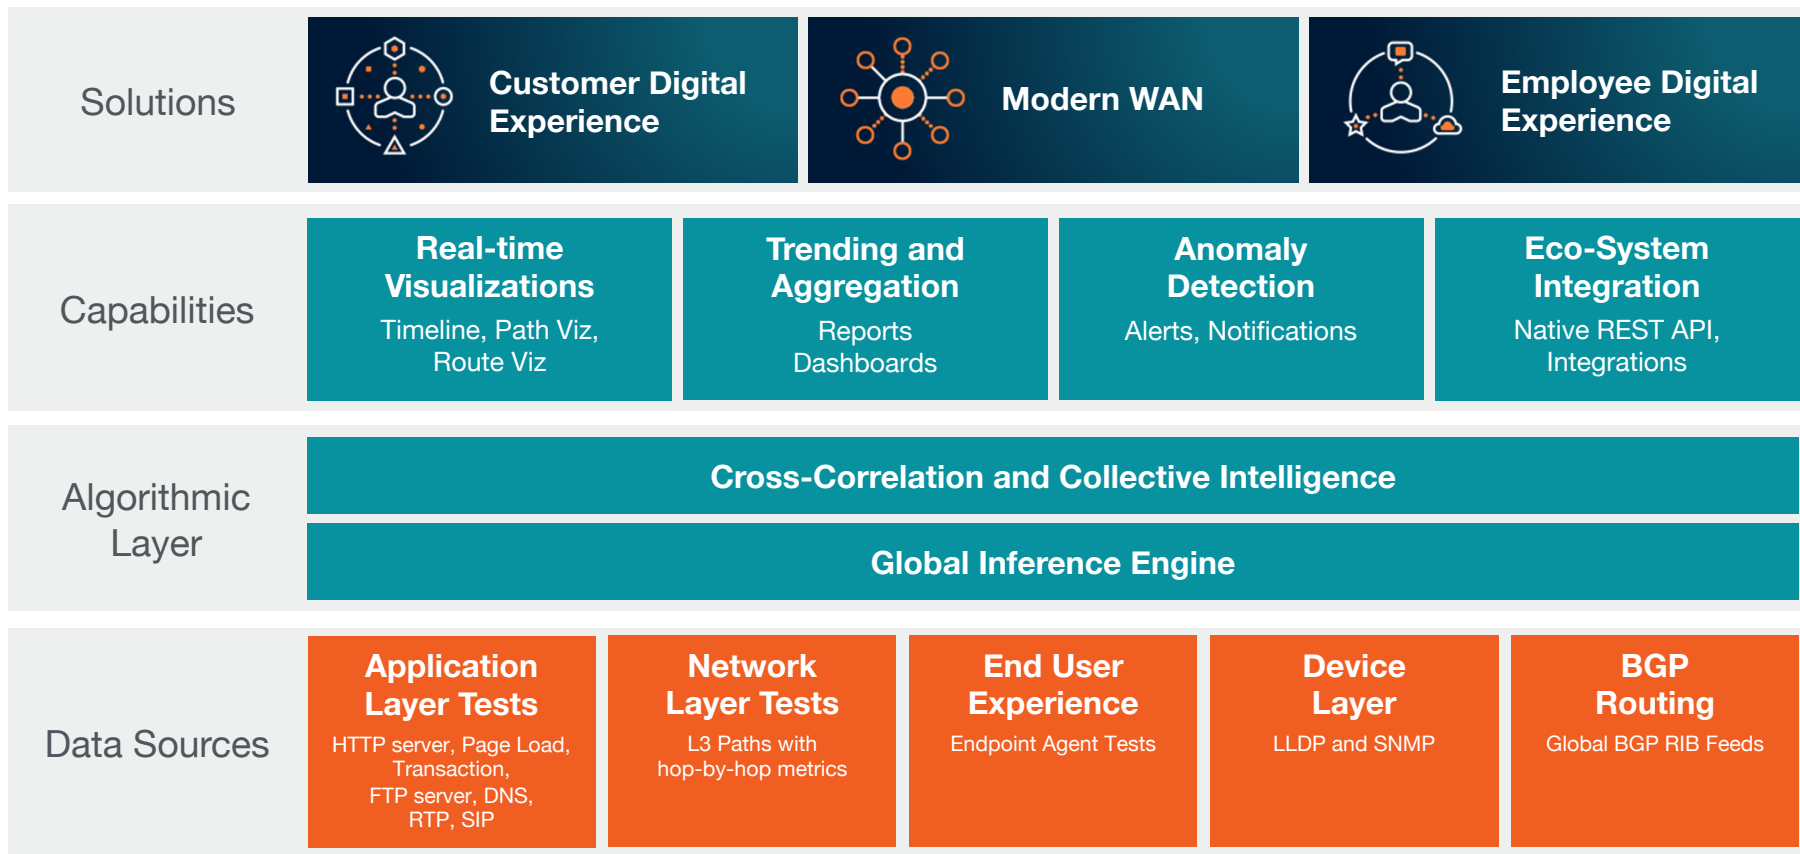 Solutions
Customer Digital
Experience
Modern WAN
Employee Digital
Experience
Capabilities
Real-time
Visualizations
Timeline, Path Viz,
Route Viz
Trending and
Aggregation
Reports
Dashboards
Anomaly
Detection
Alerts, Notifications
Eco-System
Integration
Native REST API,
Integrations
Algorithmic
Layer
Cross-Correlation and Collective Intelligence
Global Inference Engine
Data Sources
Application
Layer Tests
HTTP server, Page Load,
Transaction,
FTP server, DNS,
RTP, SIP
Network
Layer Tests
L3 Paths with
hop-by-hop metrics
End User
Experience
Endpoint Agent Tests
Device
Layer
LLDP and SNMP
BGP
Routing
Global BGP RIB Feeds